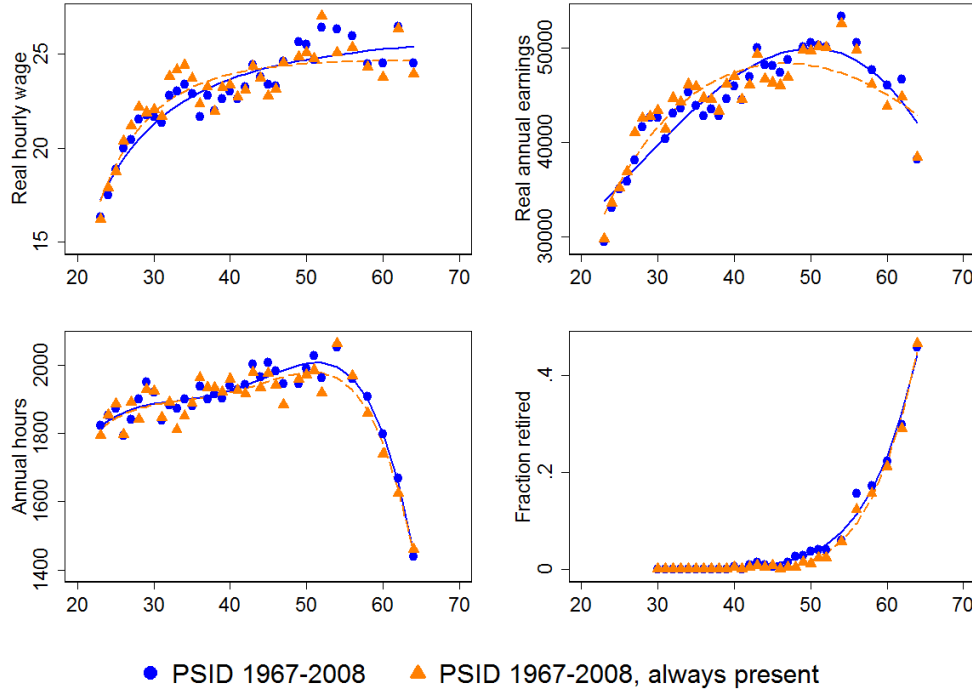 Real hourly wage
25
20
15
20 30 40 50 60 70
Real annual earnings
50000
40000
30000
20 30 40 50 60 70
Annual hours
2000
1800
1600
1400
20 30 40 50 60 70
Fraction retired
.4
.2
0
20 30 40 50 60 70
PSID 1967-2008 PSID 1967-2008, always present